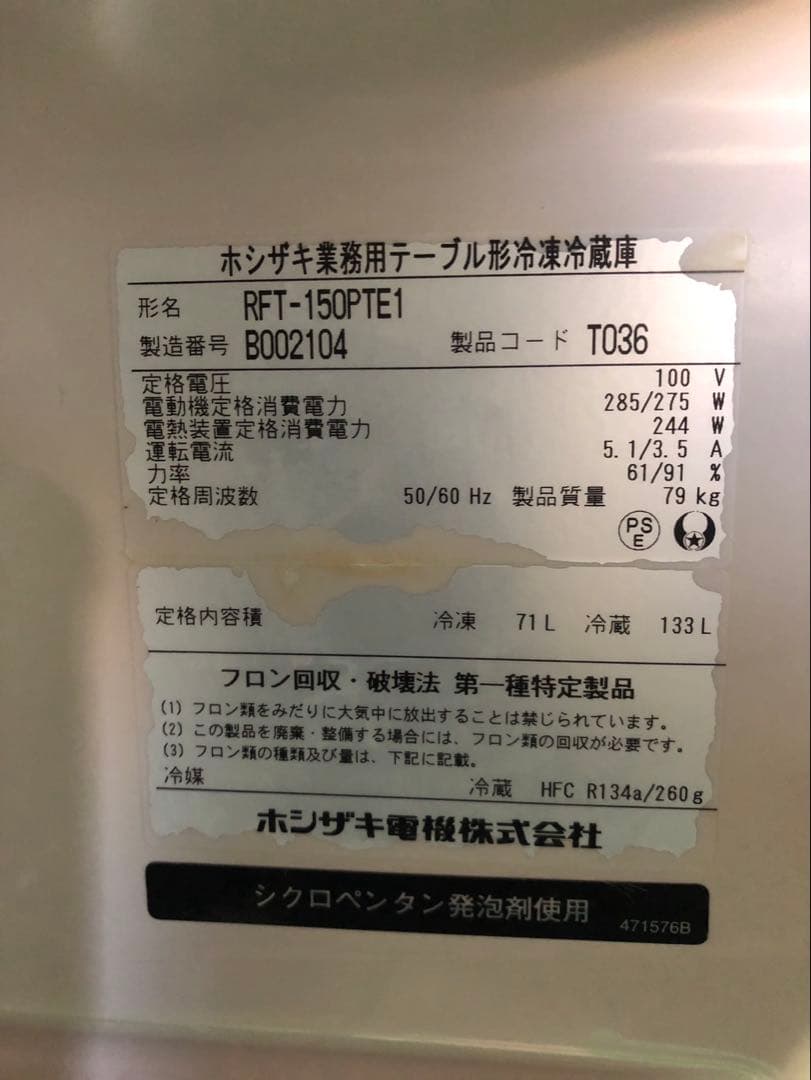 ホシザキ業務用テーブル形冷凍冷蔵庫
形名 RFT-150PTE1
製造番号 B002104 製品コード T036
定格電圧 100 V
電動機定格消費電力 285/275 W
電熱装置定格消費電力 244 W
運転電流 5.1/3.5 A
力率 61/91 %
定格周波数 50/60 Hz 製品質量 79 kg
PS
E
定格内容積 冷凍 71 L 冷蔵 133 L
フロン回収・破壊法 第一種特定製品
(1) フロン類をみだりに大気中に放出することは禁じられています。
(2) この製品を廃棄・整備する場合には、フロン類の回収が必要です。
(3) フロン類の種類及び量は、下記に記載。
冷媒 冷蔵 HFC R134a/260g
ホシザキ電機株式会社
シクロペンタン発泡剤使用
471576B